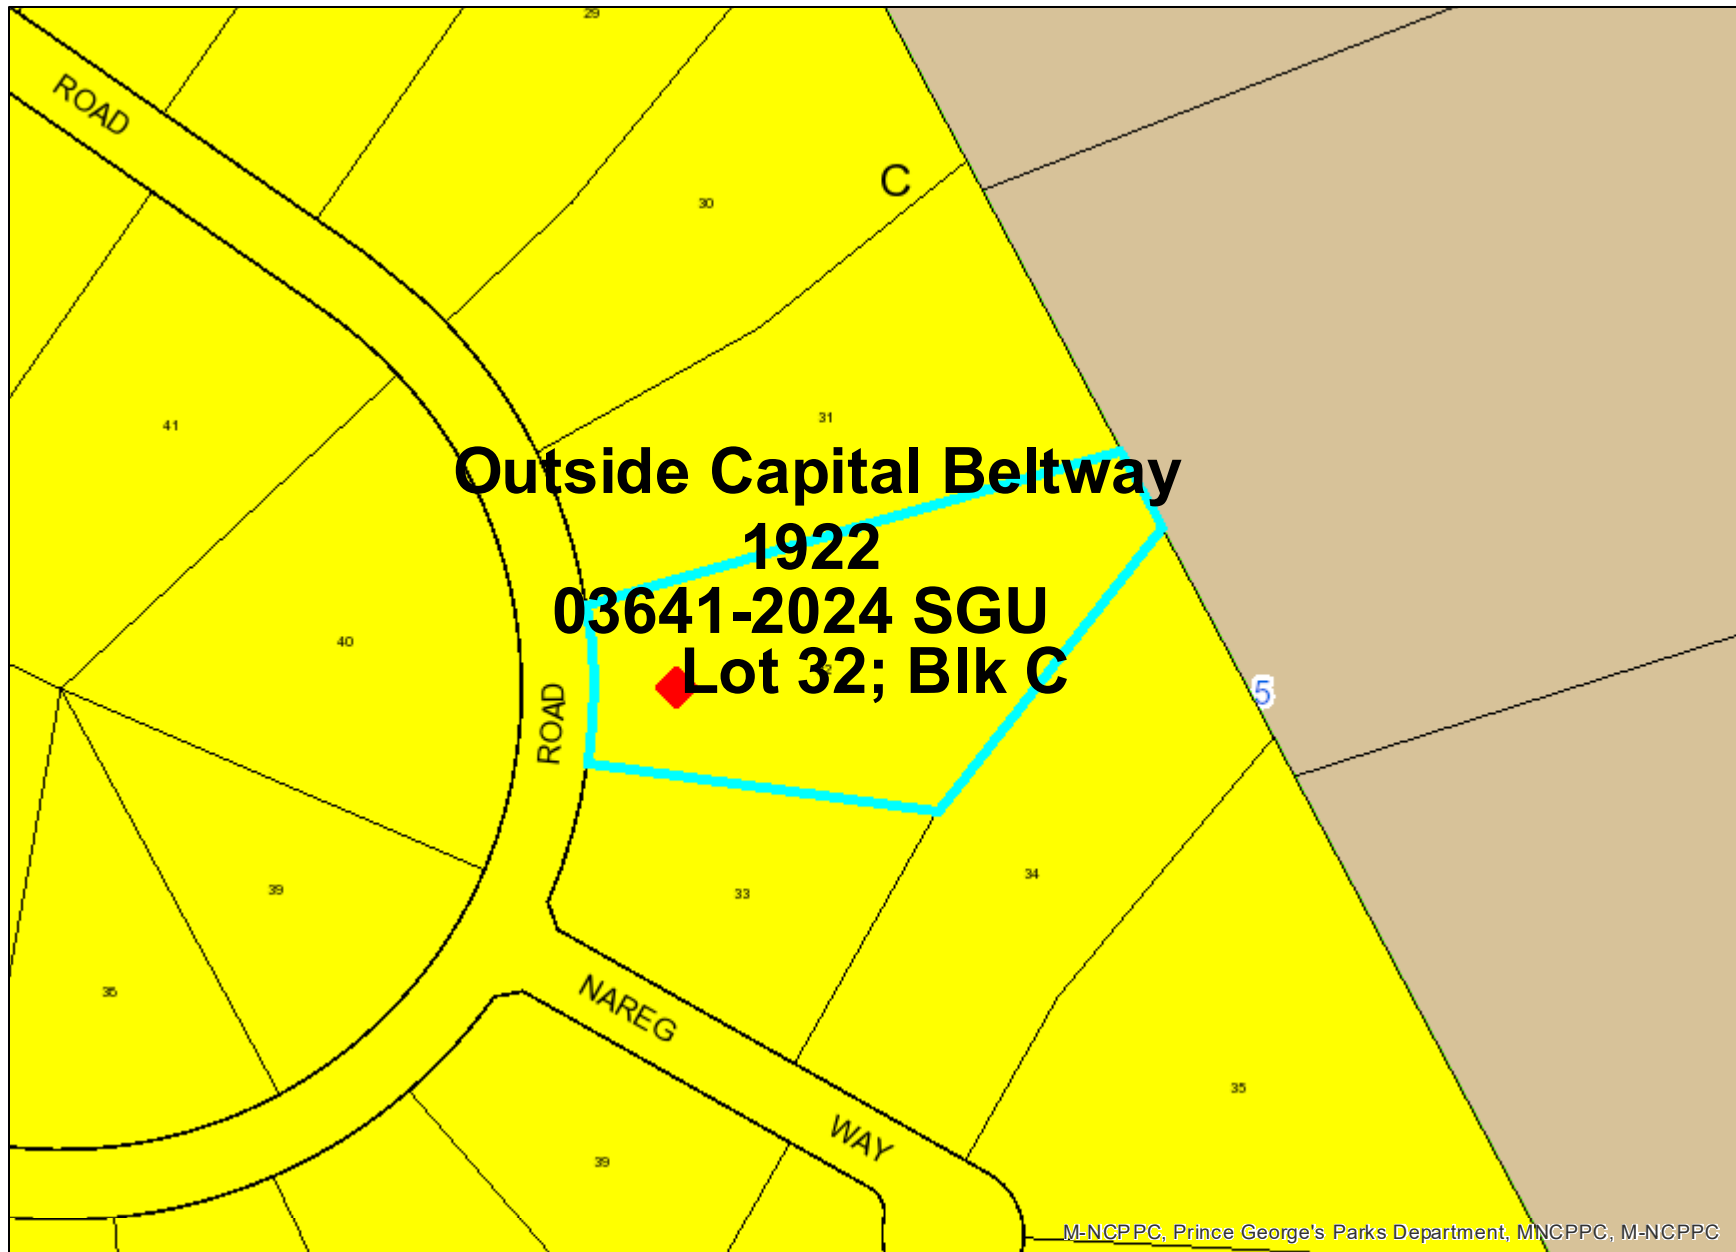 29
ROAD
C
30
31
41
Outside Capital Beltway
1922
03641-2024 SGU
Lot 32; Blk C
40
ROAD
5
34
39
33
NAREG
35
WAY
39
M-NCPPC, Prince George's Parks Department, MNCPPC, M-NCPPC